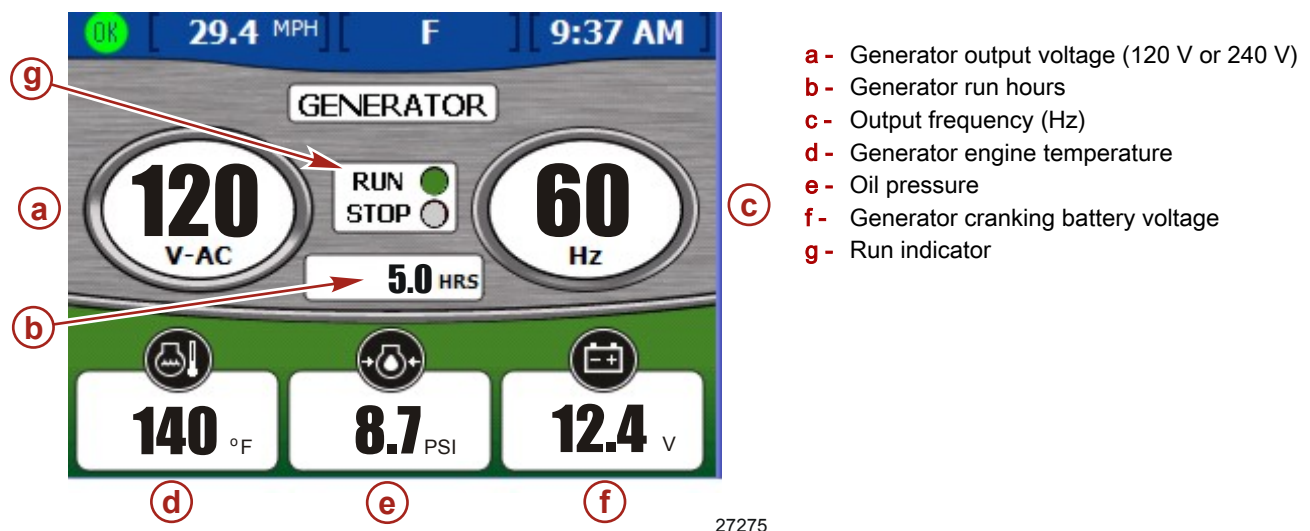 OK 29.4 MPH F 9:37 AM
g
GENERATOR
RUN
STOP
120
V-AC
60
Hz
a
c
5.0 HRS
b
140 °F
8.7 PSI
12.4 V
- +
d
e
f
27275
a - Generator output voltage (120 V or 240 V)
b - Generator run hours
c - Output frequency (Hz)
d - Generator engine temperature
e - Oil pressure
f - Generator cranking battery voltage
g - Run indicator